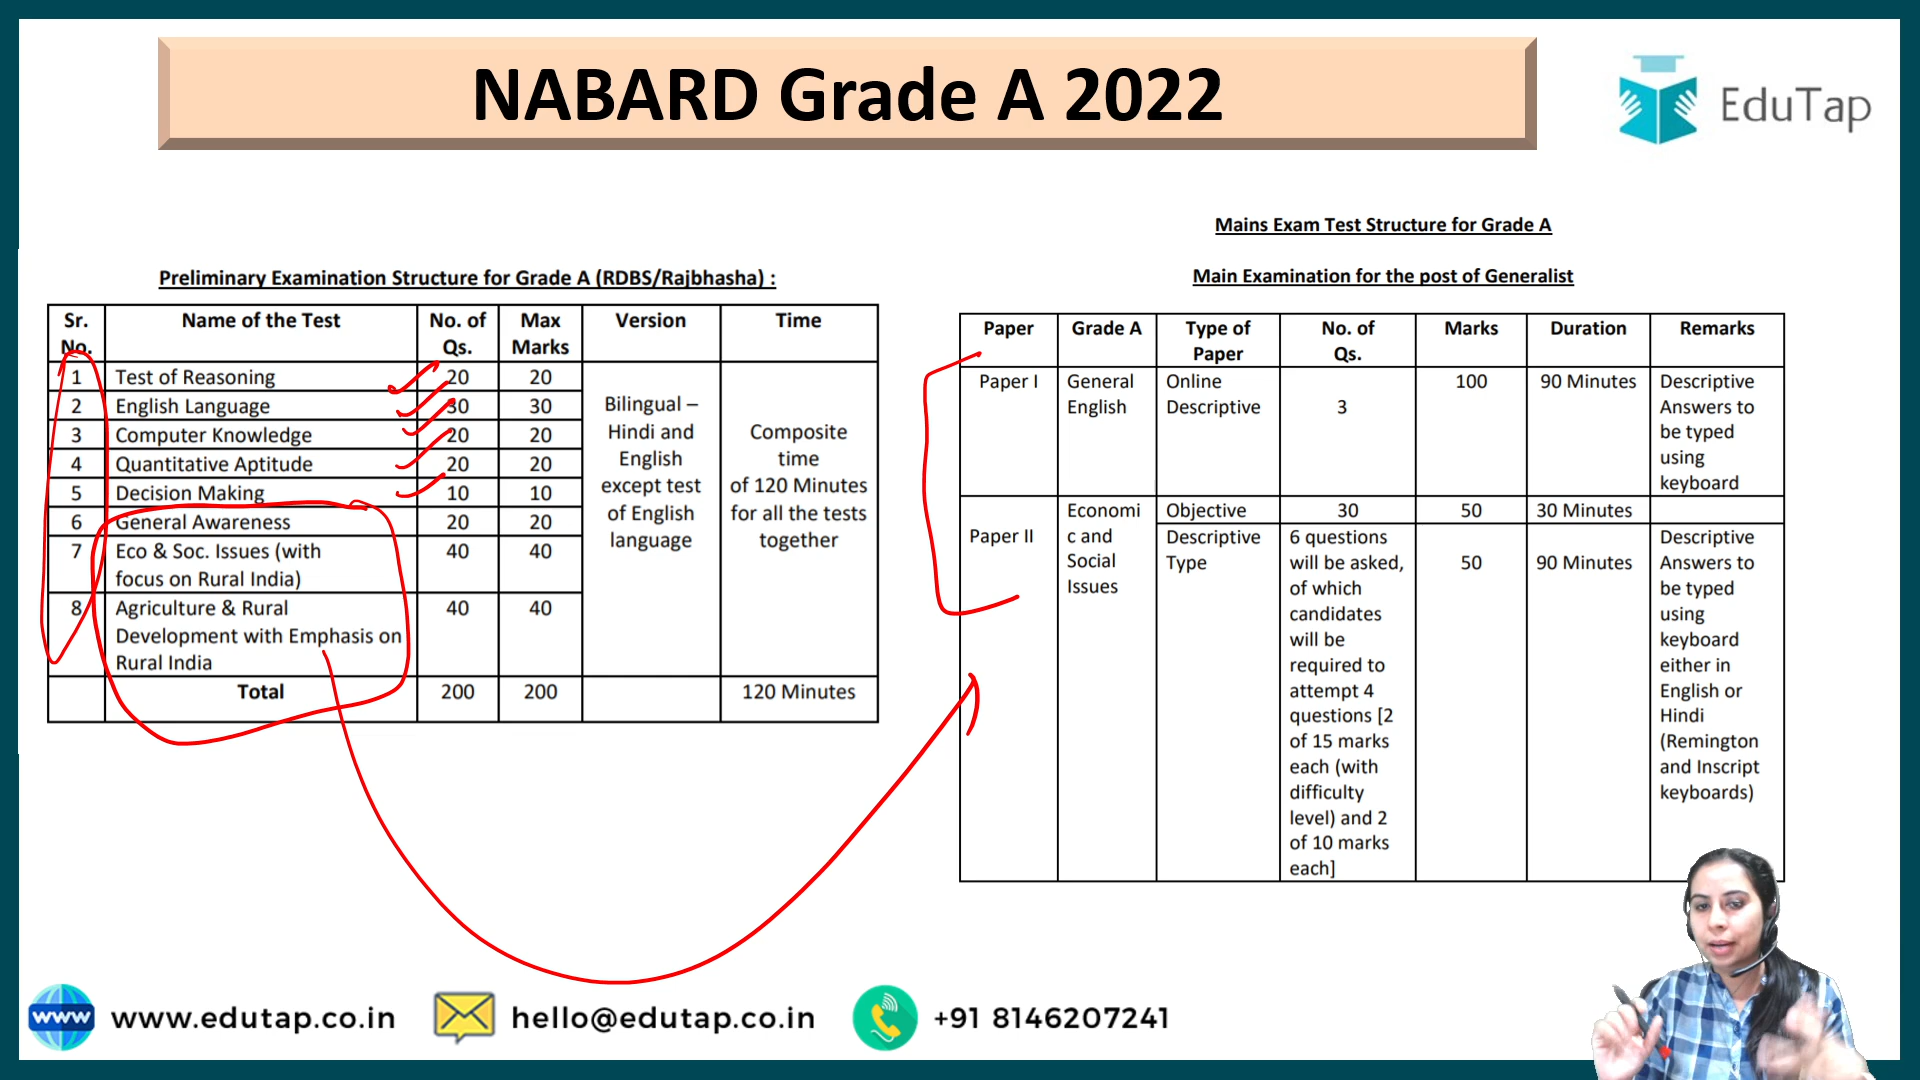 NABARD Grade A 2022
EduTap
Preliminary Examination Structure for Grade A (RDBS/Rajbhasha) :
Sr. No. Name of the Test No. of Qs. Max Marks Version Time
1 Test of Reasoning 20 20
2 English Language 30 30
3 Computer Knowledge 20 20
4 Quantitative Aptitude 20 20
5 Decision Making 10 10
6 General Awareness 20 20
7 Eco & Soc. Issues (with 40 40
focus on Rural India)
8 Agriculture & Rural 40 40
Development with Emphasis on
Rural India
Bilingual –
Hindi and
English
except test
of English
language
Composite
time
of 120 Minutes
for all the tests
together
Total 200 200 120 Minutes
Mains Exam Test Structure for Grade A
Main Examination for the post of Generalist
Paper Grade A Type of Paper No. of Qs. Marks Duration Remarks
Paper I
General
English
Online
Descriptive
3
100
90 Minutes
Descriptive
Answers to
be typed
using
keyboard
Paper II
Economi
c and
Social
Issues
Objective 30 50 30 Minutes
Descriptive
Type
6 questions
will be asked,
of which
candidates
will be
required to
attempt 4
questions [2
of 15 marks
each (with
difficulty
level) and 2
of 10 marks
each]
50
90 Minutes
Descriptive
Answers to
be typed
using
keyboard
either in
English or
Hindi
(Remington
and Inscript
keyboards)
www www.edutap.co.in hello@edutap.co.in +91 8146207241